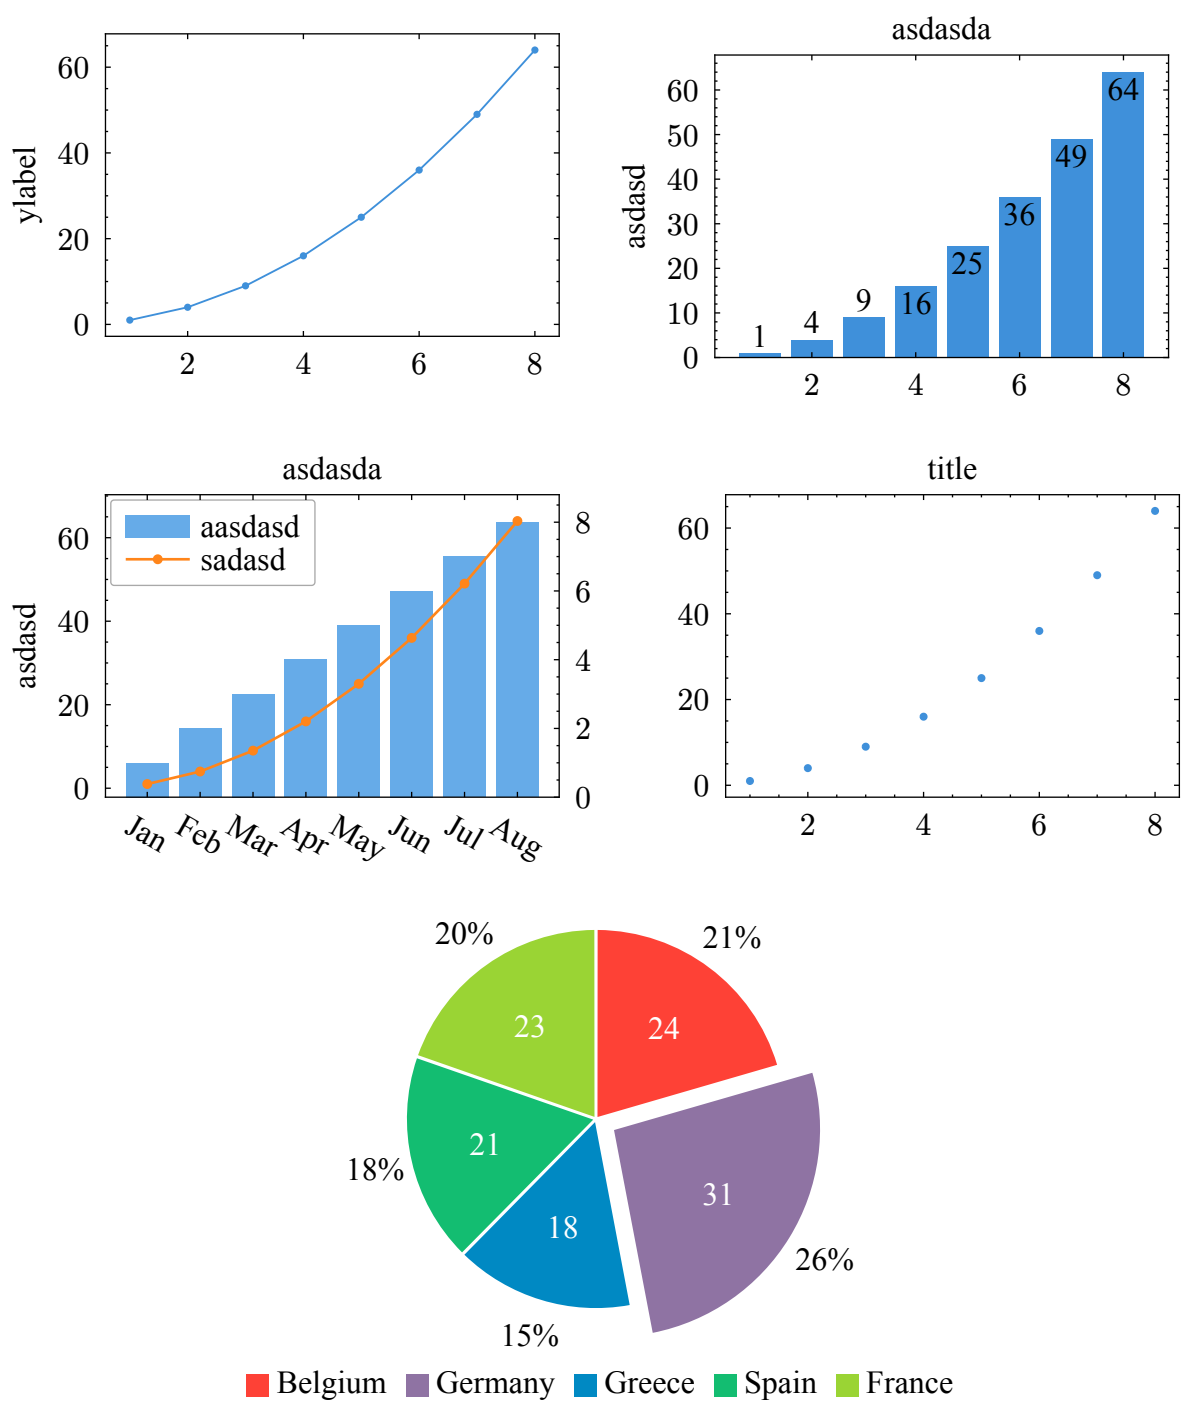 ylabel
60
40
20
0
2 4 6 8
asdasda
asdasd
60
50
40
30
20
10
0
1 4 9 16 25 36 49 64
2 4 6 8
asdasda
asdasd
60
40
20
0
aasdasd
sadasd
8
6
4
2
0
Jan Feb Mar Apr May Jun Jul Aug
title
60
40
20
0
2 4 6 8
20% 21%
23 24
18% 21 31
18 26%
15%
Belgium Germany Greece Spain France